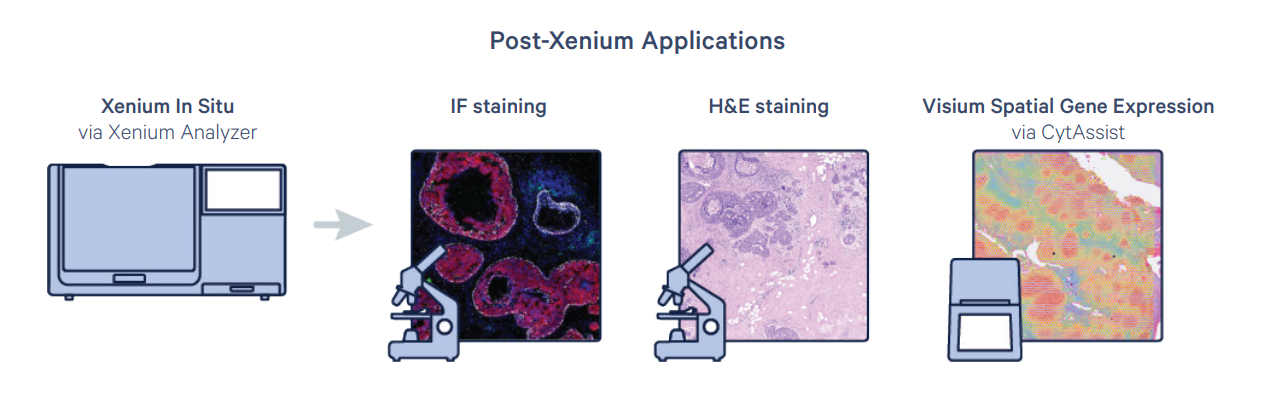 Post-Xenium Applications
Xenium In Situ
via Xenium Analyzer
IF staining
H&E staining
Visium Spatial Gene Expression
via CytAssist